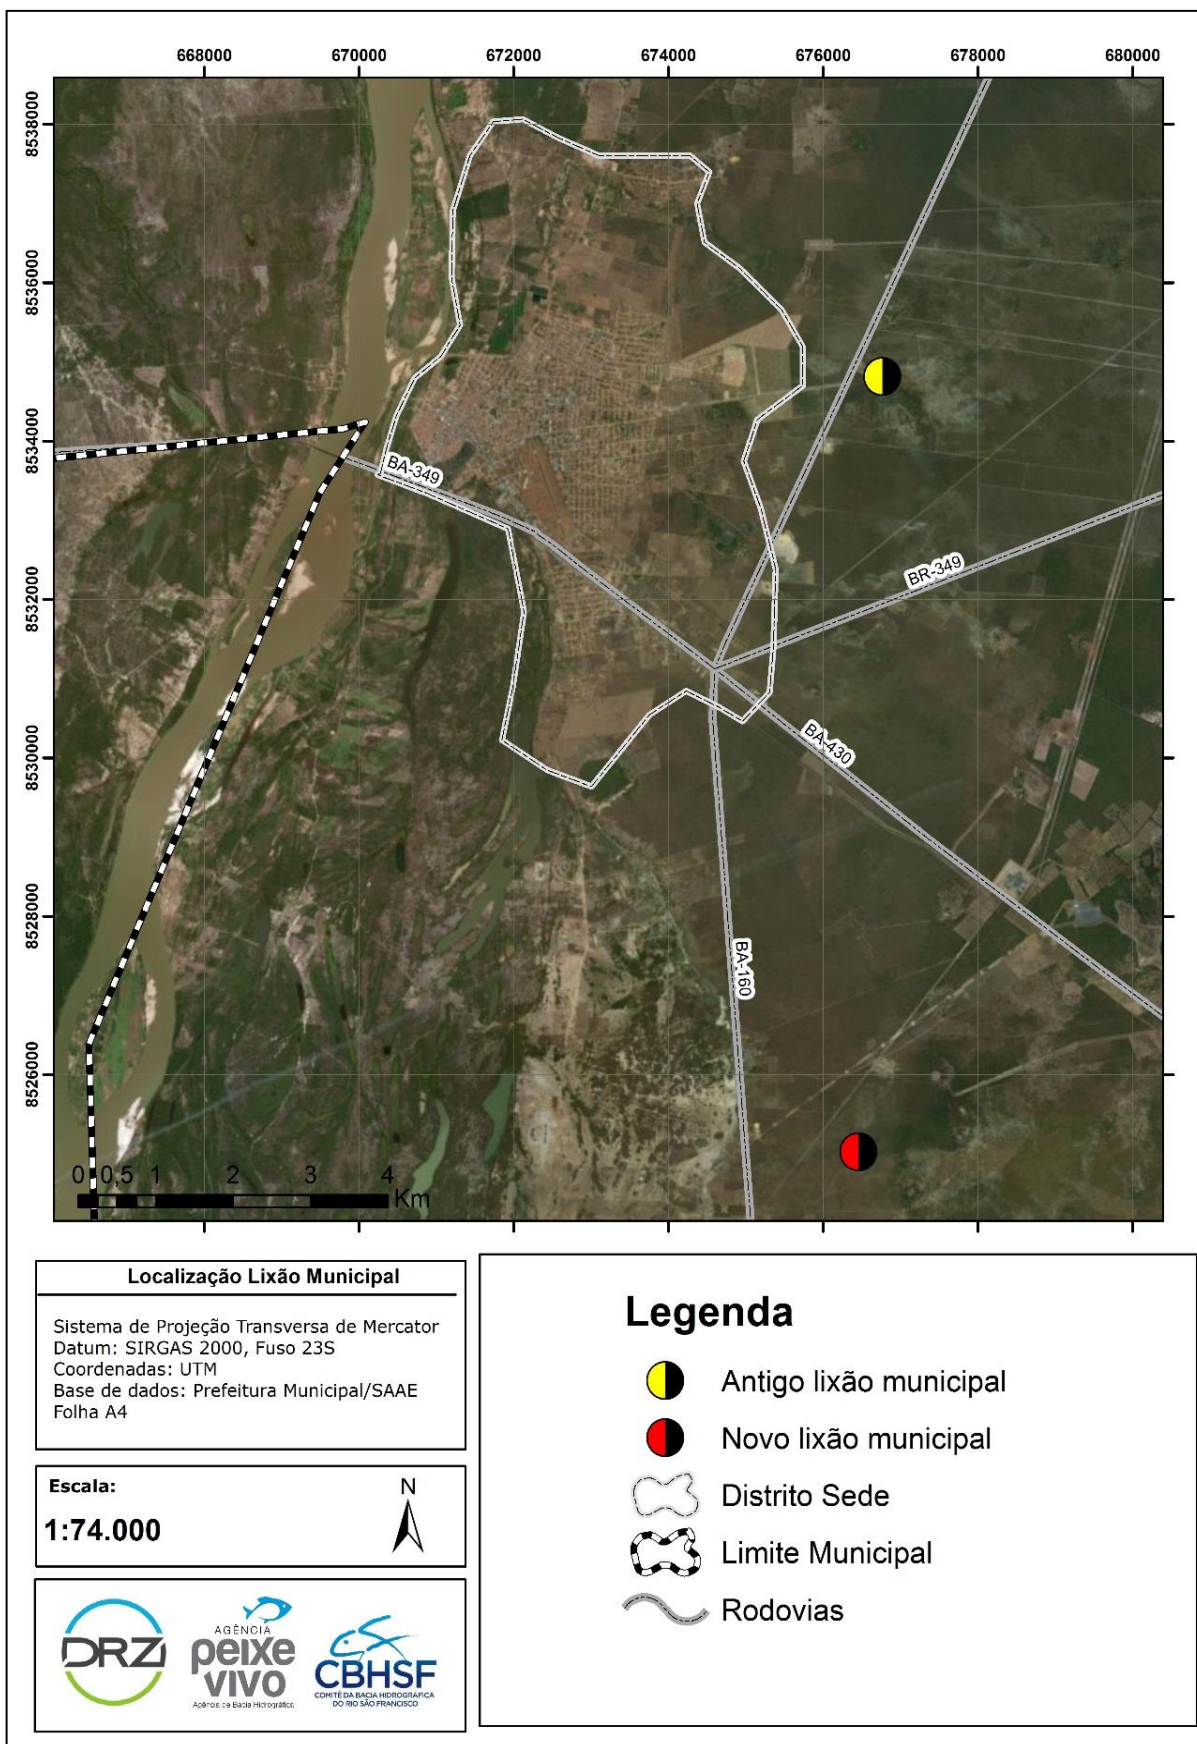 668000 670000 672000 674000 676000 678000 680000
8538000
8536000
8534000
8532000
8530000
8528000
8526000
BA-349
BR-349
BA-430
BA-160
0 0,5 1 2 3 4
Km
Localização Lixão Municipal
Sistema de Projeção Transversa de Mercator
Datum: SIRGAS 2000, Fuso 23S
Coordenadas: UTM
Base de dados: Prefeitura Municipal/SAAE
Folha A4
Escala:
1:74.000
N
DRZ
AGÊNCIA
peixe
vivo
Agência de Bacia Hidrográfica
CBHSF
COMITÊ DA BACIA HIDROGRÁFICA
DO RIO SÃO FRANCISCO
Legenda
Antigo lixão municipal
Novo lixão municipal
Distrito Sede
Limite Municipal
Rodovias